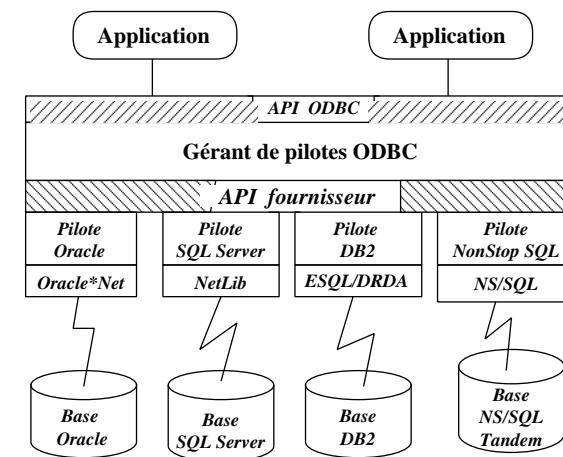 Application
Application
API ODBC
Gérant de pilotes ODBC
API fournisseur
Pilote
Oracle
Pilote
SQL Server
Pilote
DB2
Pilote
NonStop SQL
Oracle*Net
NetLib
ESQL/DRDA
NS/SQL
Base
Oracle
Base
SQL Server
Base
DB2
Base
NS/SQL
Tandem